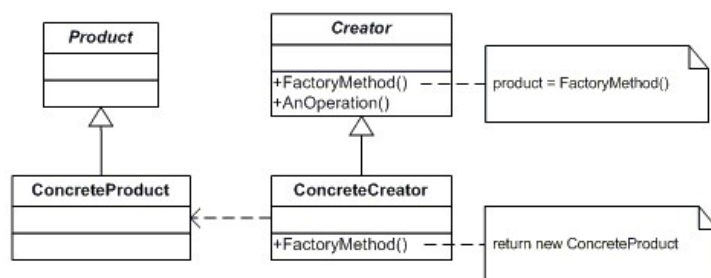 Product
Creator
+FactoryMethod()
+AnOperation()
product = FactoryMethod()
ConcreteProduct
ConcreteCreator
+FactoryMethod()
return new ConcreteProduct